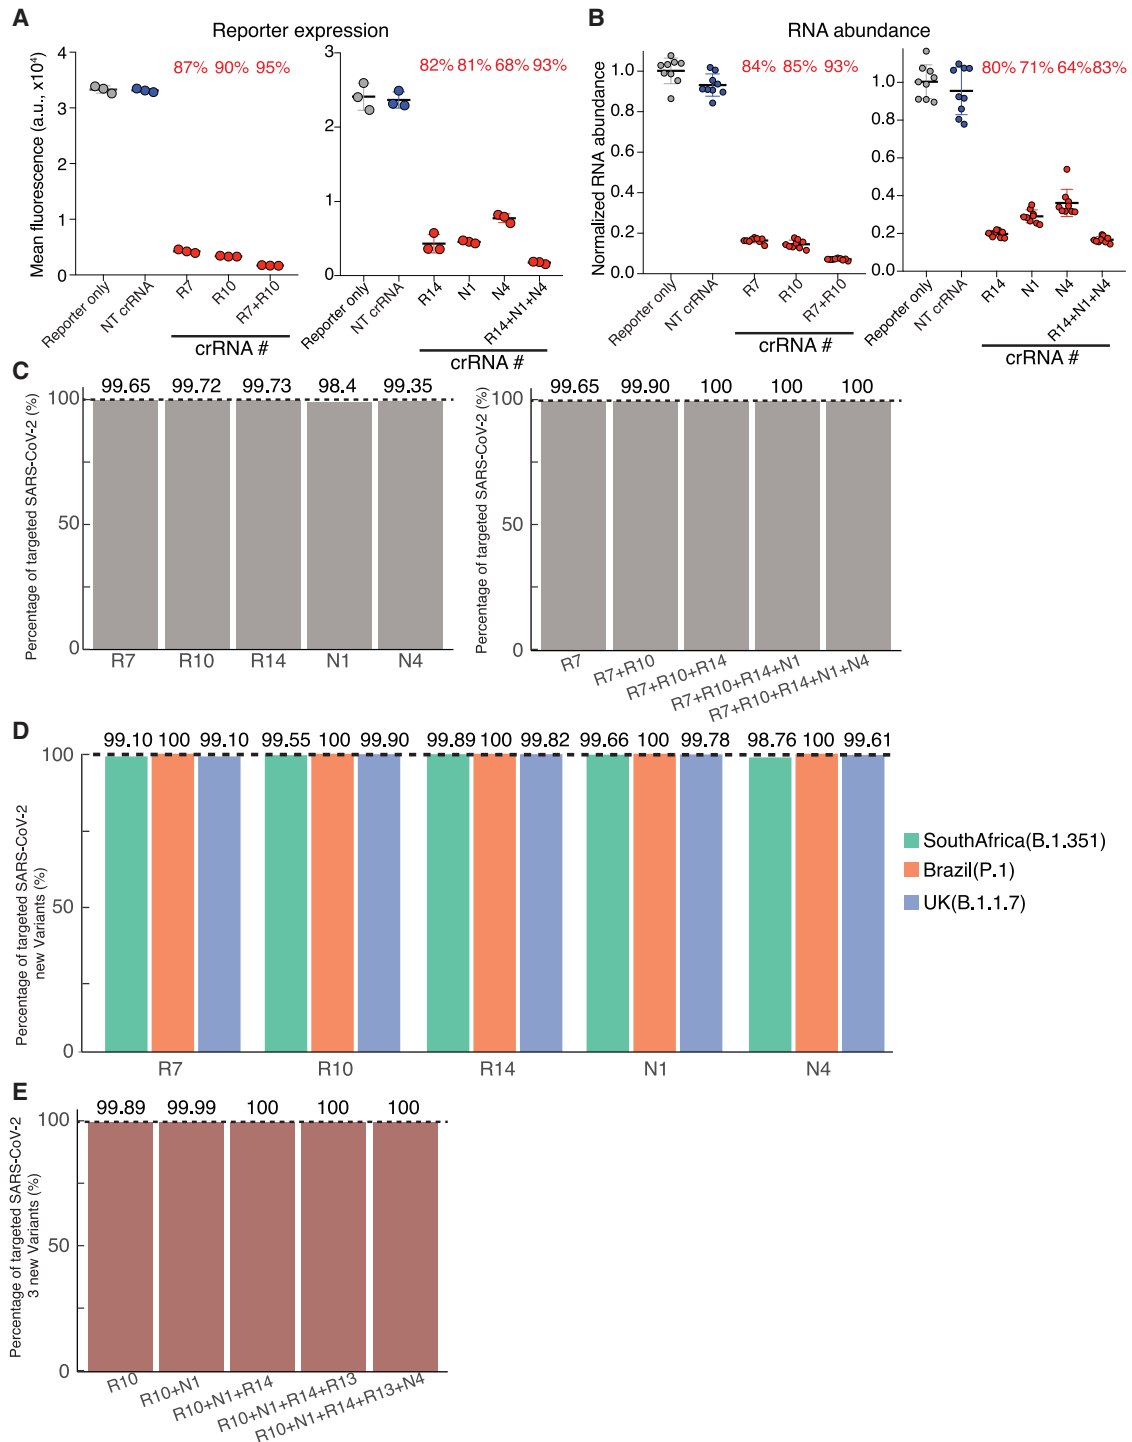 A
Reporter expression
Mean fluorescence (a.u., x10⁴)
4
3
2
1
0
87% 90% 95%
Reporter only
NT crRNA
R7
R10
R7+R10
crRNA #
3
2
1
0
82% 81% 68% 93%
Reporter only
NT crRNA
R14
N1
N4
R14+N1+N4
crRNA #
B
RNA abundance
Normalized RNA abundance
1.0
0.8
0.6
0.4
0.2
0.0
84% 85% 93%
Reporter only
NT crRNA
R7
R10
R7+R10
crRNA #
1.0
0.8
0.6
0.4
0.2
0.0
80% 71% 64% 83%
Reporter only
NT crRNA
R14
N1
N4
R14+N1+N4
crRNA #
C
Percentage of targeted SARS-CoV-2 (%)
100
50
0
99.65 99.72 99.73 98.4 99.35
R7 R10 R14 N1 N4
Percentage of targeted SARS-CoV-2 (%)
100
50
0
99.65 99.90 100 100 100
R7
R7+R10
R7+R10+R14
R7+R10+R14+N1
R7+R10+R14+N1+N4
D
Percentage of targeted SARS-CoV-2
new Variants (%)
100
50
0
99.10 100 99.10 99.55 100 99.90 99.89 100 99.82 99.66 100 99.78 98.76 100 99.61
R7 R10 R14 N1 N4
SouthAfrica(B.1.351)
Brazil(P.1)
UK(B.1.1.7)
E
Percentage of targeted SARS-CoV-2
3 new Variants (%)
100
50
0
99.89 99.99 100 100 100
R10
R10+N1
R10+N1+R14
R10+N1+R14+R13
R10+N1+R14+R13+N4